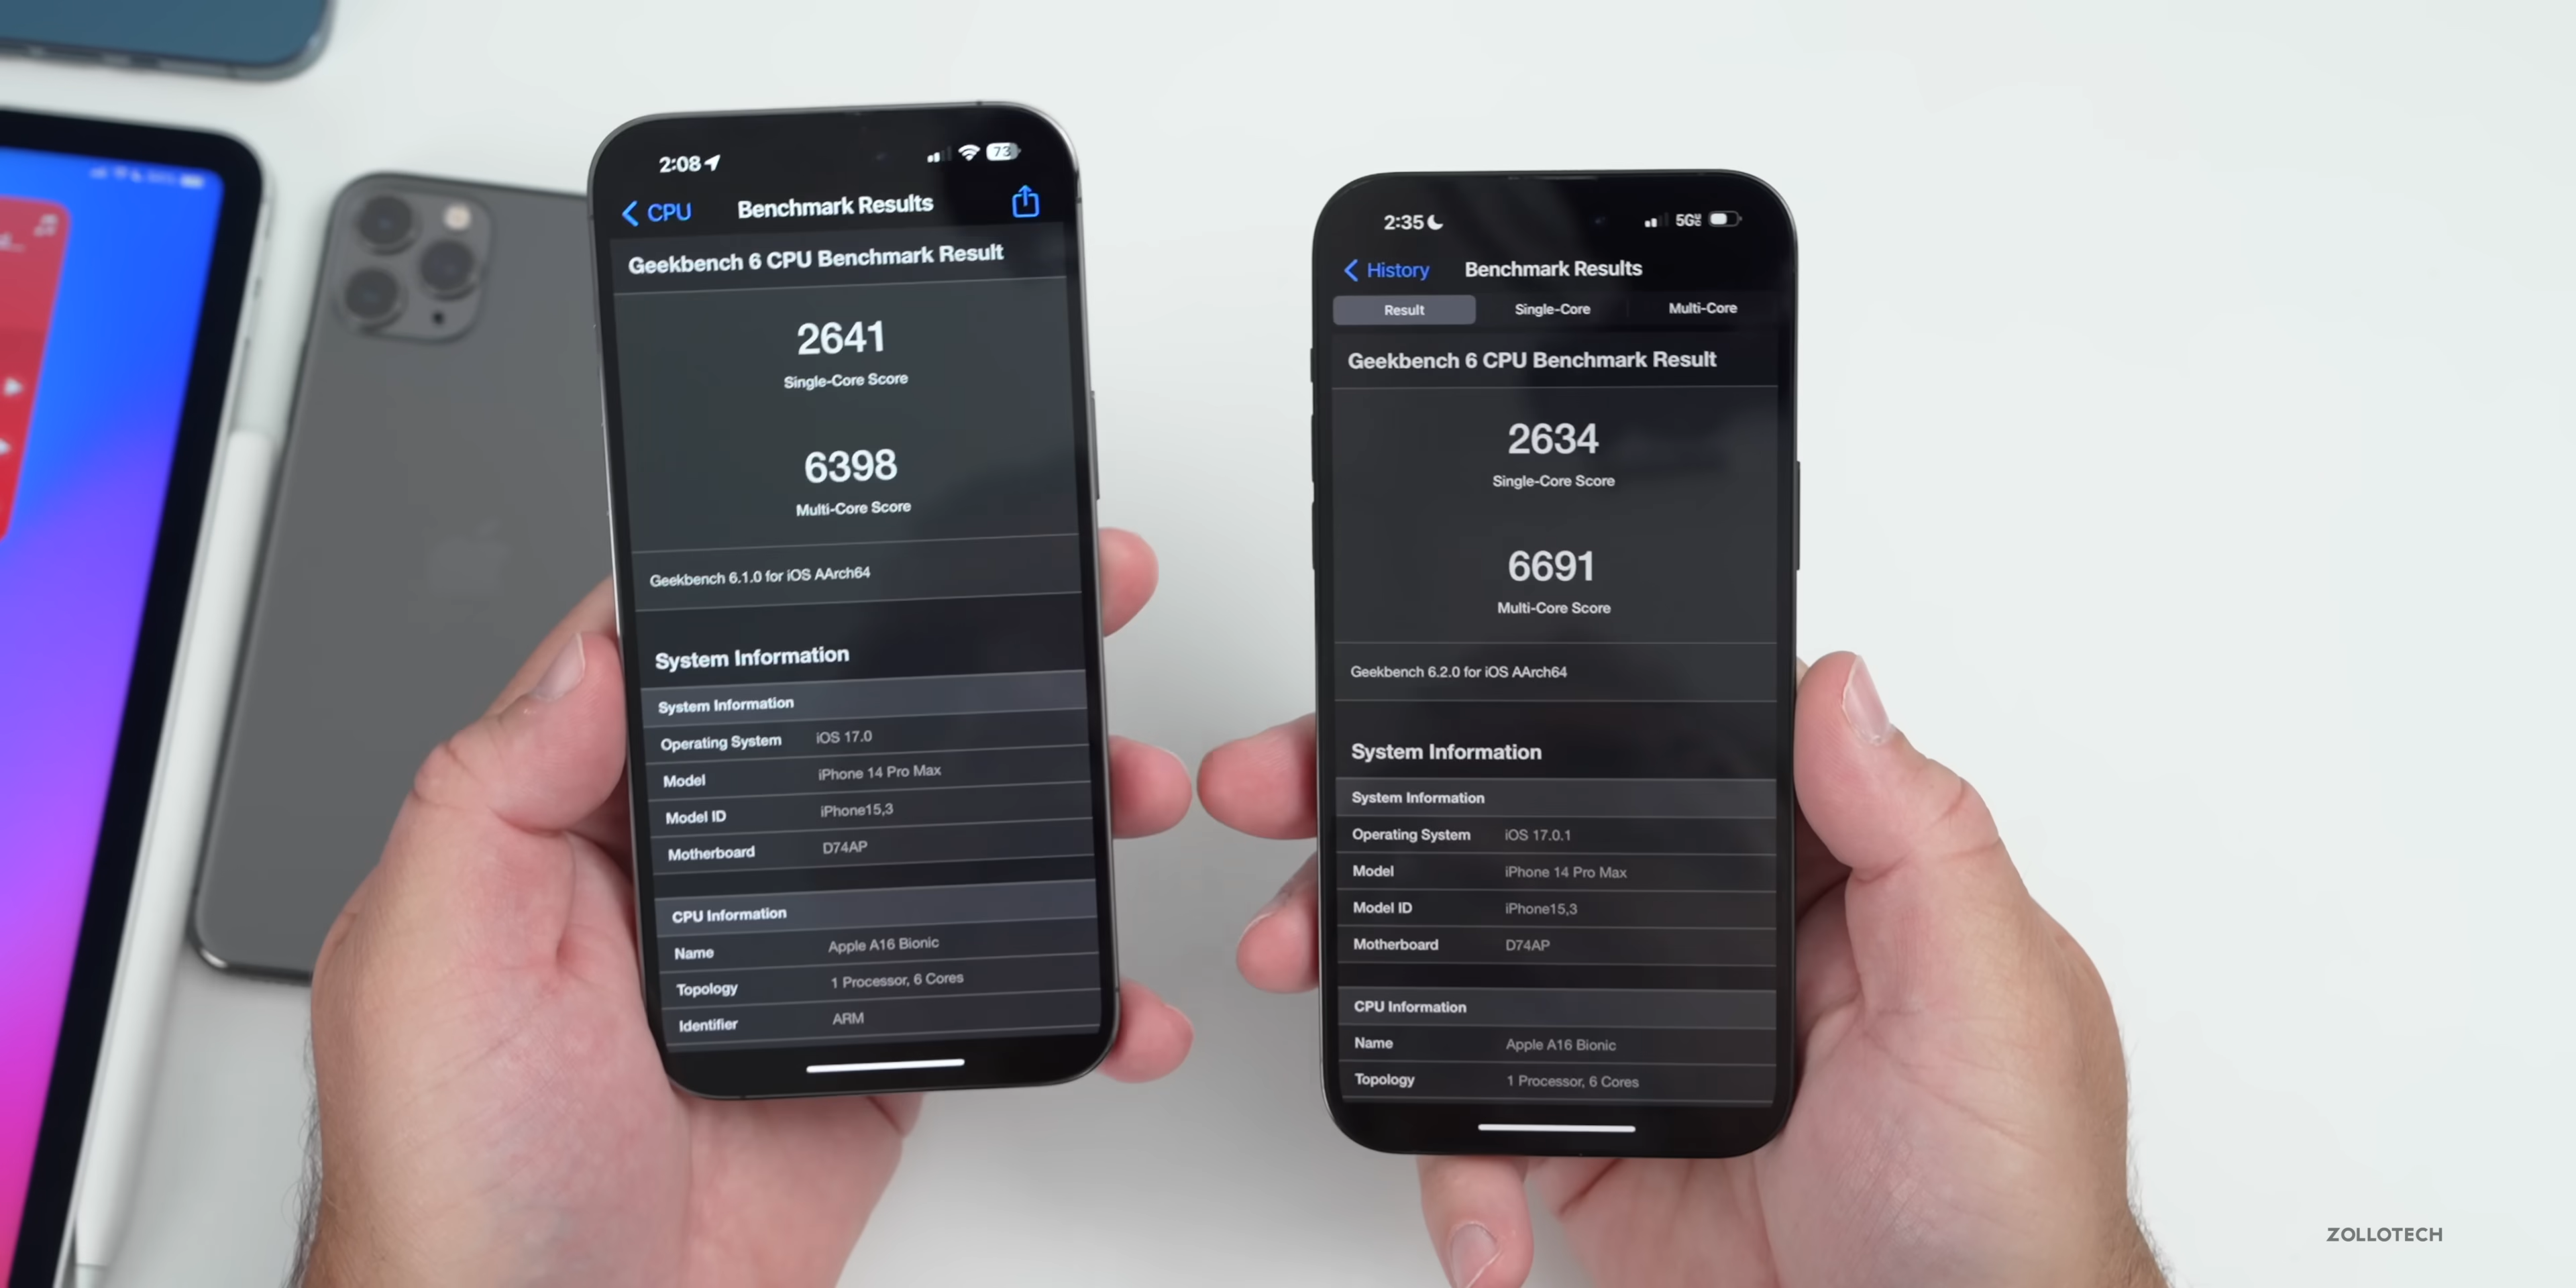 2:08
73
CPU
Benchmark Results
Geekbench 6 CPU Benchmark Result
2641
Single-Core Score
6398
Multi-Core Score
Geekbench 6.1.0 for iOS AArch64
System Information
System Information
Operating System iOS 17.0
Model iPhone 14 Pro Max
Model ID iPhone15,3
Motherboard D74AP
CPU Information
Name Apple A16 Bionic
Topology 1 Processor, 6 Cores
Identifier ARM
2:35
5G
History
Benchmark Results
Result Single-Core Multi-Core
Geekbench 6 CPU Benchmark Result
2634
Single-Core Score
6691
Multi-Core Score
Geekbench 6.2.0 for iOS AArch64
System Information
System Information
Operating System iOS 17.0.1
Model iPhone 14 Pro Max
Model ID iPhone15,3
Motherboard D74AP
CPU Information
Name Apple A16 Bionic
Topology 1 Processor, 6 Cores
ZOLLOTECH